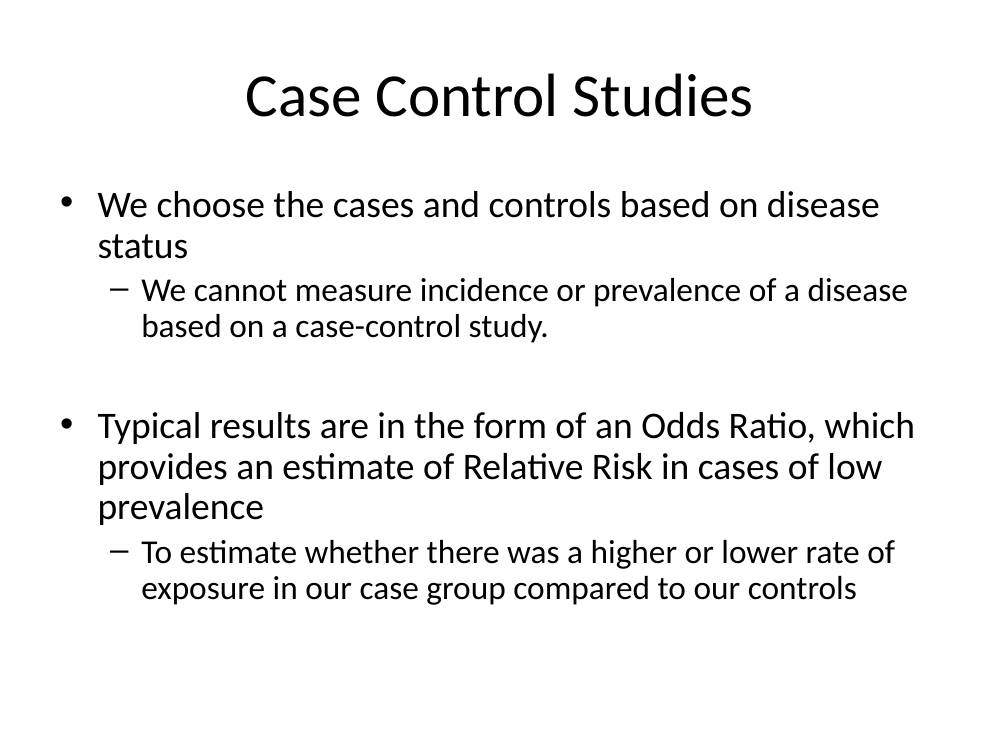 Case Control Studies
• We choose the cases and controls based on disease
status
– We cannot measure incidence or prevalence of a disease
based on a case-control study.
• Typical results are in the form of an Odds Ratio, which
provides an estimate of Relative Risk in cases of low
prevalence
– To estimate whether there was a higher or lower rate of
exposure in our case group compared to our controls